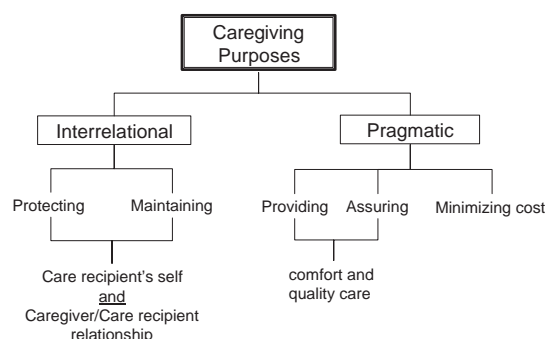 Caregiving
Purposes
Interrelational
Pragmatic
Protecting
Maintaining
Providing
Assuring
Minimizing cost
Care recipient's self
and
Caregiver/Care recipient
relationship
comfort and
quality care